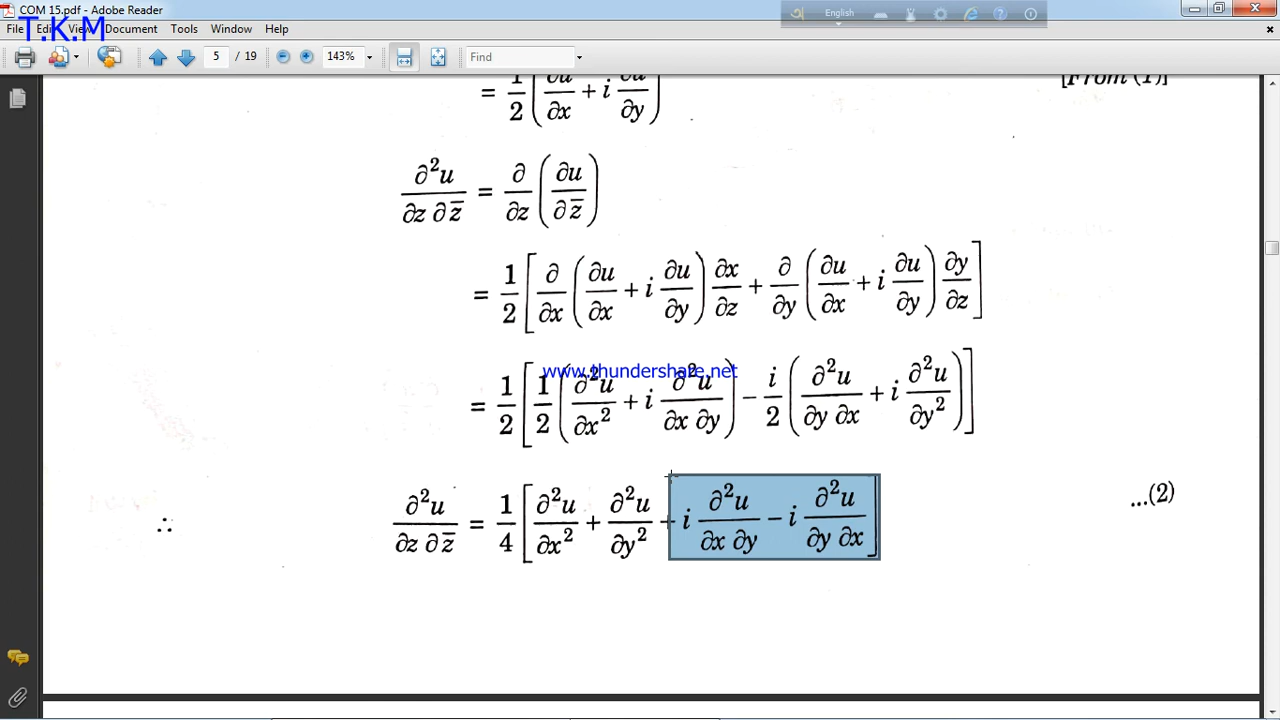 COM 15.pdf - Adobe Reader
English
T.K.M
File Edit View Document Tools Window Help
5 / 19 143% Find
= 1/2 (∂u/∂x + i ∂u/∂y) [From (1)]
∂²u/∂z ∂z̄ = ∂/∂z (∂u/∂z̄)
= 1/2 [∂/∂x (∂u/∂x + i ∂u/∂y) ∂x/∂z + ∂/∂y (∂u/∂x + i ∂u/∂y) ∂y/∂z]
www.thundershare.net
= 1/2 [1/2 (∂²u/∂x² + i ∂²u/∂x ∂y) - i/2 (∂²u/∂y ∂x + i ∂²u/∂y²)]
∴ ∂²u/∂z ∂z̄ = 1/4 [∂²u/∂x² + ∂²u/∂y² + i ∂²u/∂x ∂y - i ∂²u/∂y ∂x] ...(2)